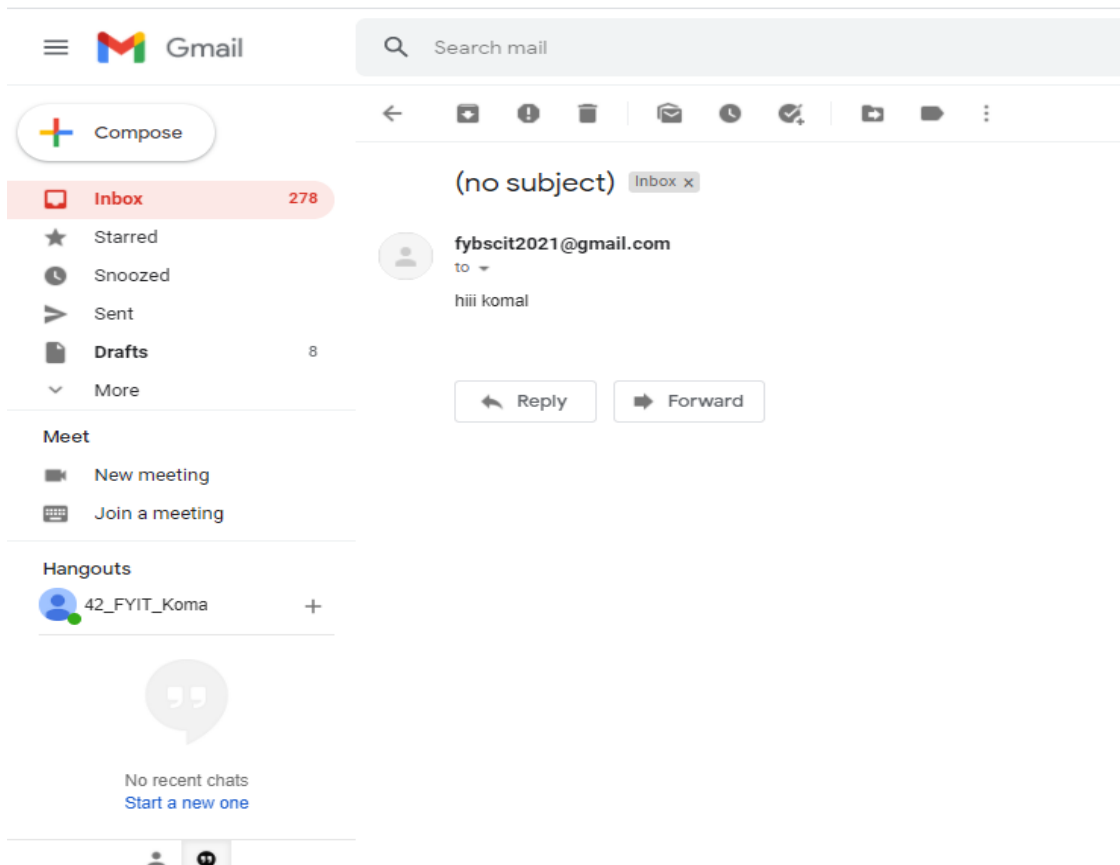 Gmail
Search mail
Compose
(no subject) Inbox x
Inbox 278
Starred
fybscit2021@gmail.com
to
Snoozed
hiii komal
Sent
Drafts 8
More
Reply Forward
Meet
New meeting
Join a meeting
Hangouts
42_FYIT_Koma
No recent chats
Start a new one